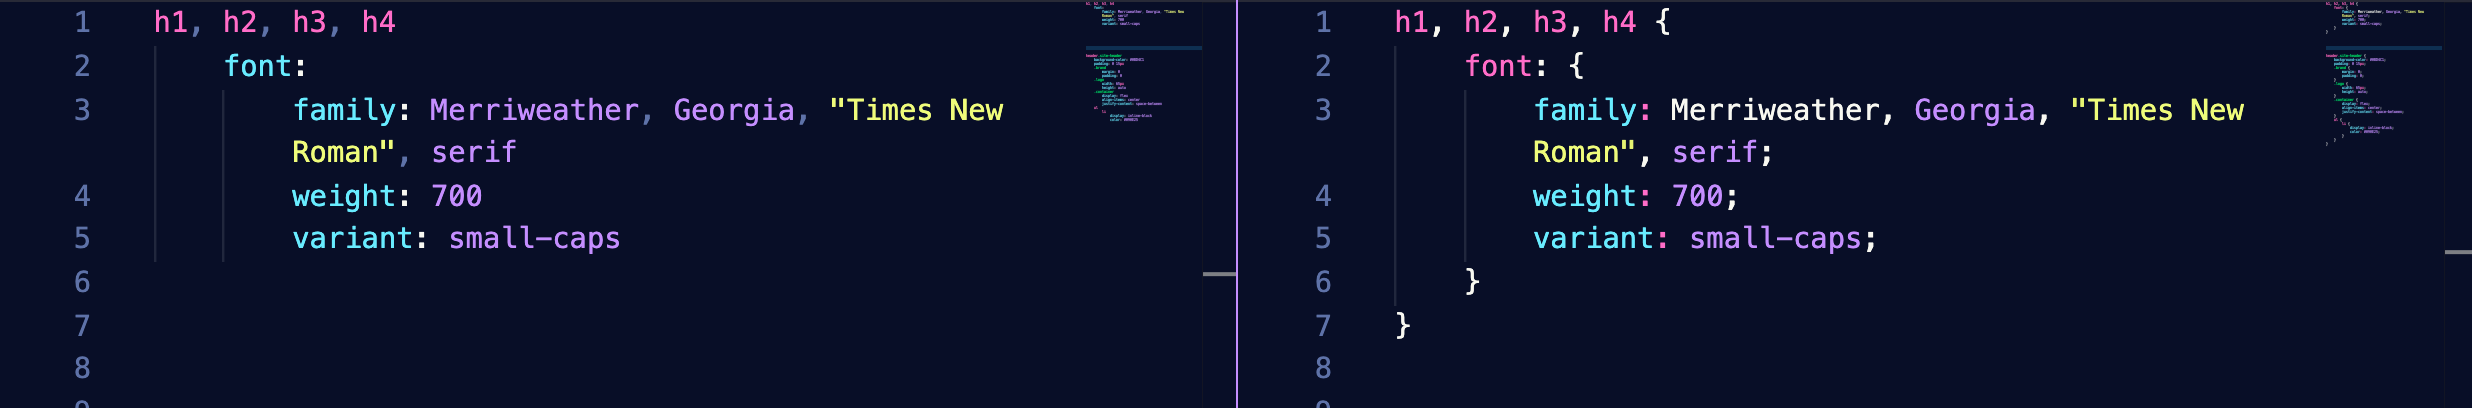 1 h1, h2, h3, h4
2 font:
3 family: Merriweather, Georgia, "Times New
Roman", serif
4 weight: 700
5 variant: small-caps
6
7
8
1 h1, h2, h3, h4 {
2 font: {
3 family: Merriweather, Georgia, "Times New
Roman", serif;
4 weight: 700;
5 variant: small-caps;
6 }
7 }
8